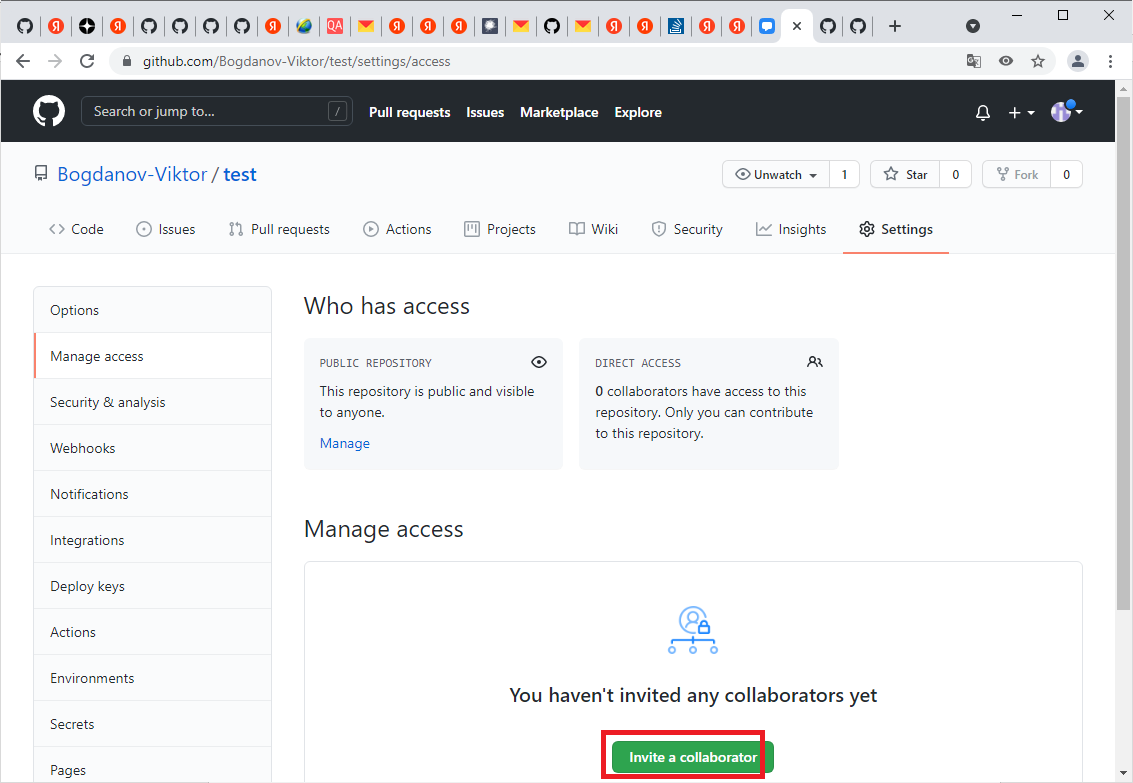 github.com/Bogdanov-Viktor/test/settings/access
Search or jump to... /
Pull requests Issues Marketplace Explore
Bogdanov-Viktor / test
Unwatch 1 Star 0 Fork 0
Code Issues Pull requests Actions Projects Wiki Security Insights Settings
Options
Manage access
Security & analysis
Webhooks
Notifications
Integrations
Deploy keys
Actions
Environments
Secrets
Pages
Who has access
PUBLIC REPOSITORY
This repository is public and visible
to anyone.
Manage
DIRECT ACCESS
0 collaborators have access to this
repository. Only you can contribute
to this repository.
Manage access
You haven't invited any collaborators yet
Invite a collaborator